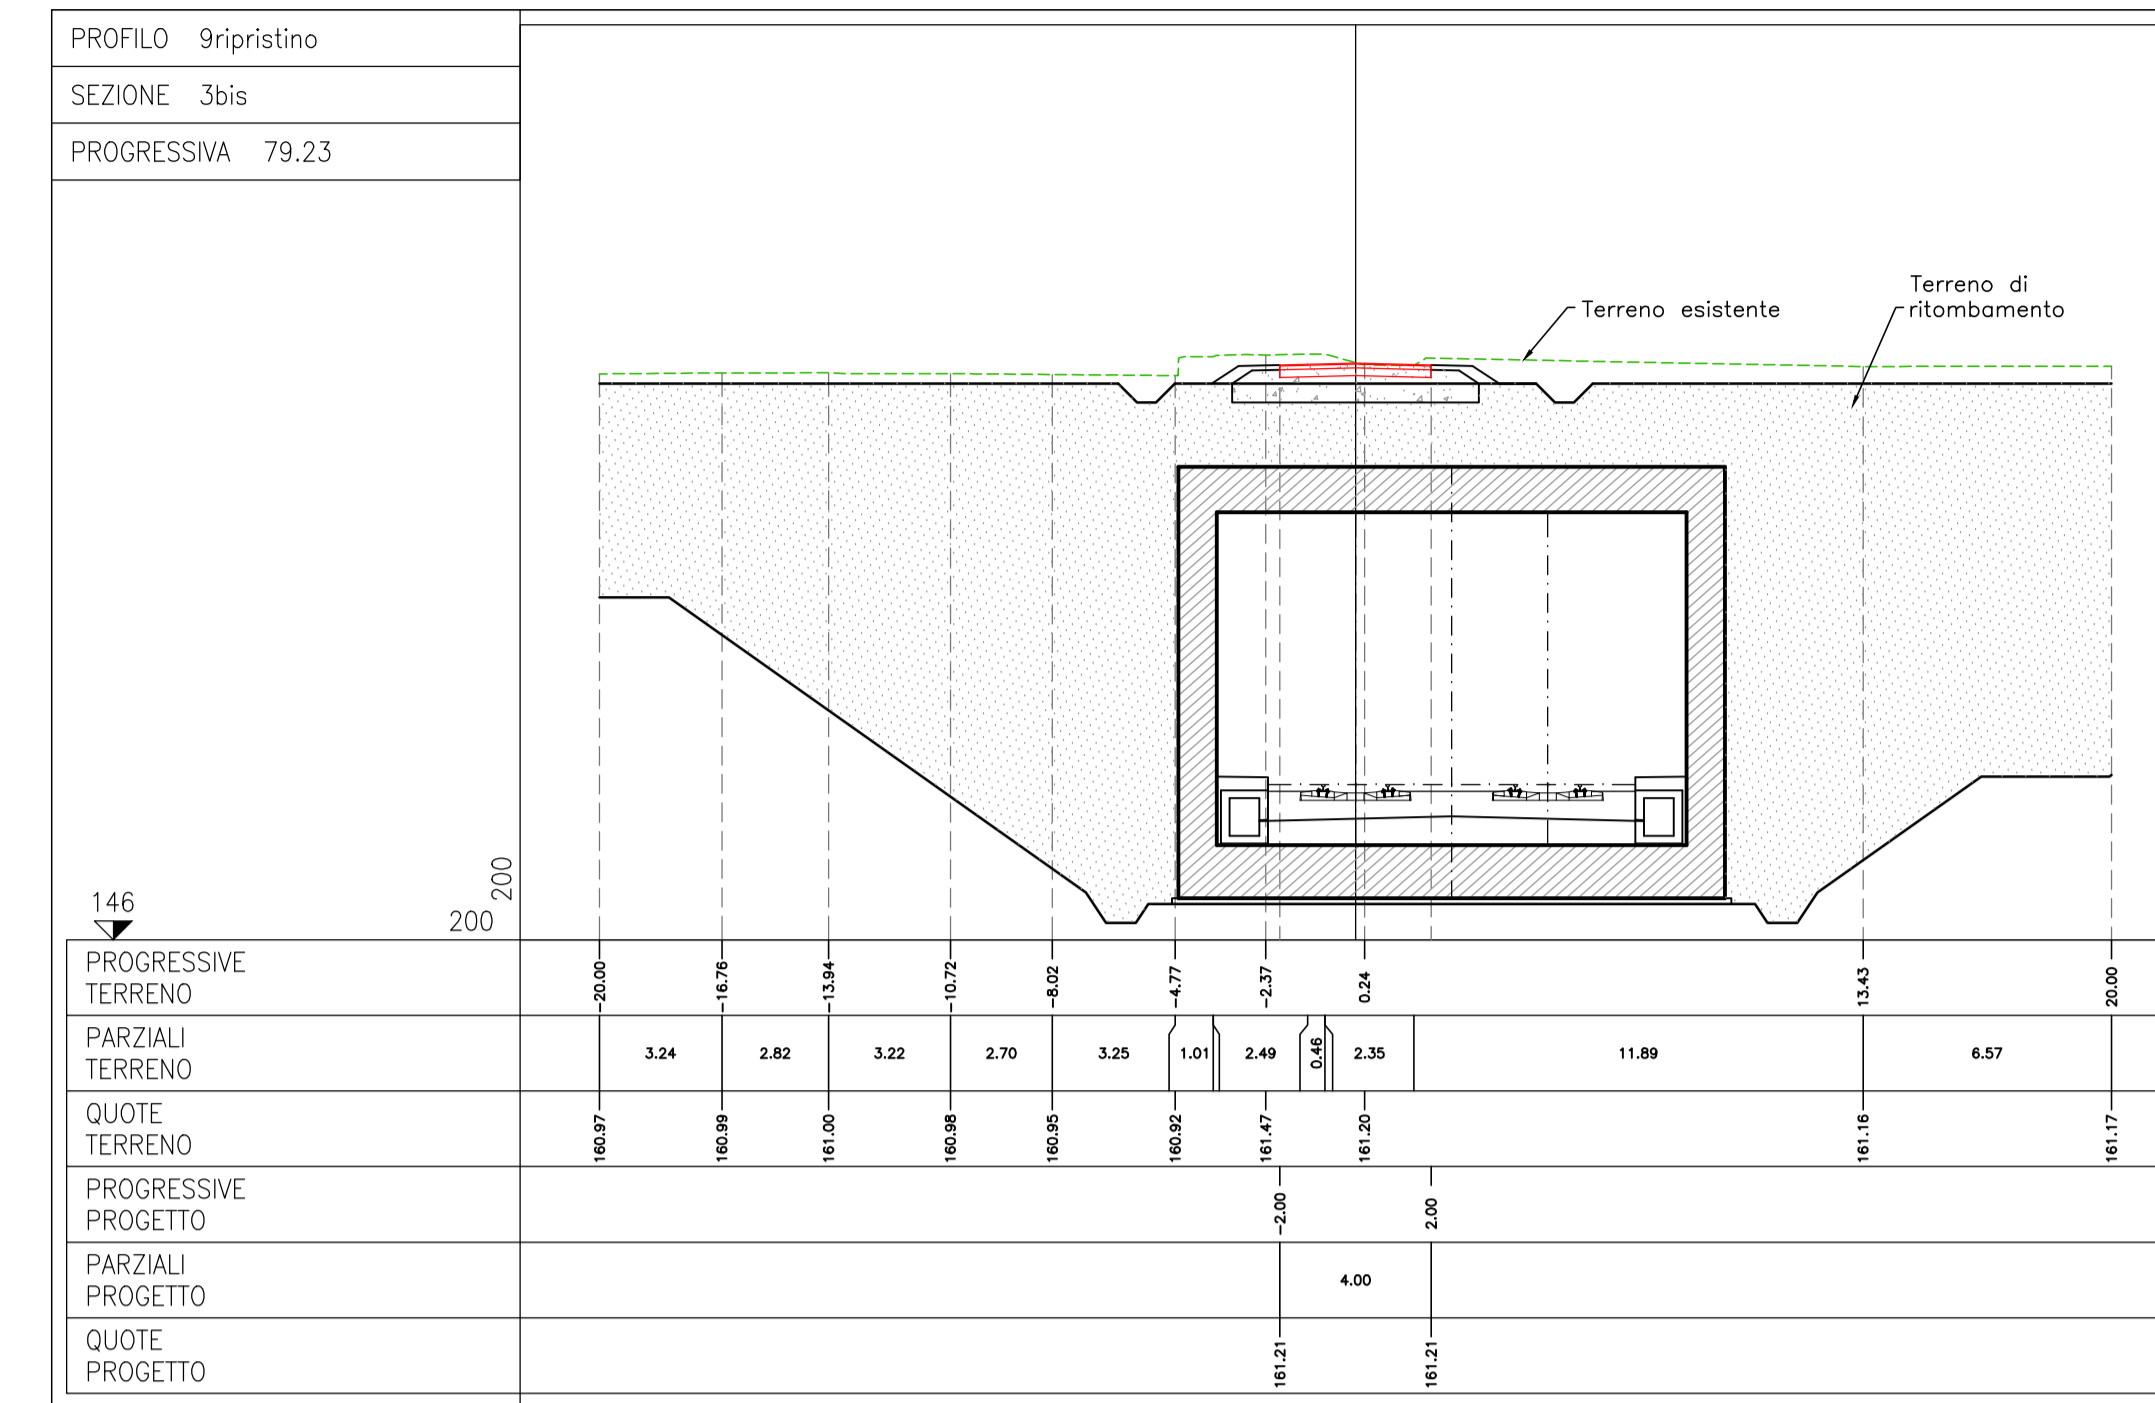 PROFILO 9ripristino
SEZIONE 3bis
PROGRESSIVA 79.23
Terreno esistente
Terreno di
ritombamento
146
200
200
PROGRESSIVE
TERRENO
-20.00 -16.76 -13.94 -10.72 -8.02 -4.77 -2.37 0.24 13.43 20.00
PARZIALI
TERRENO
3.24 2.82 3.22 2.70 3.25 1.01 2.49 0.46 2.35 11.89 6.57
QUOTE
TERRENO
160.97 160.99 161.00 160.98 160.95 160.92 161.47 161.20 161.16 161.17
PROGRESSIVE
PROGETTO
-2.00 2.00
PARZIALI
PROGETTO
4.00
QUOTE
PROGETTO
161.21 161.21